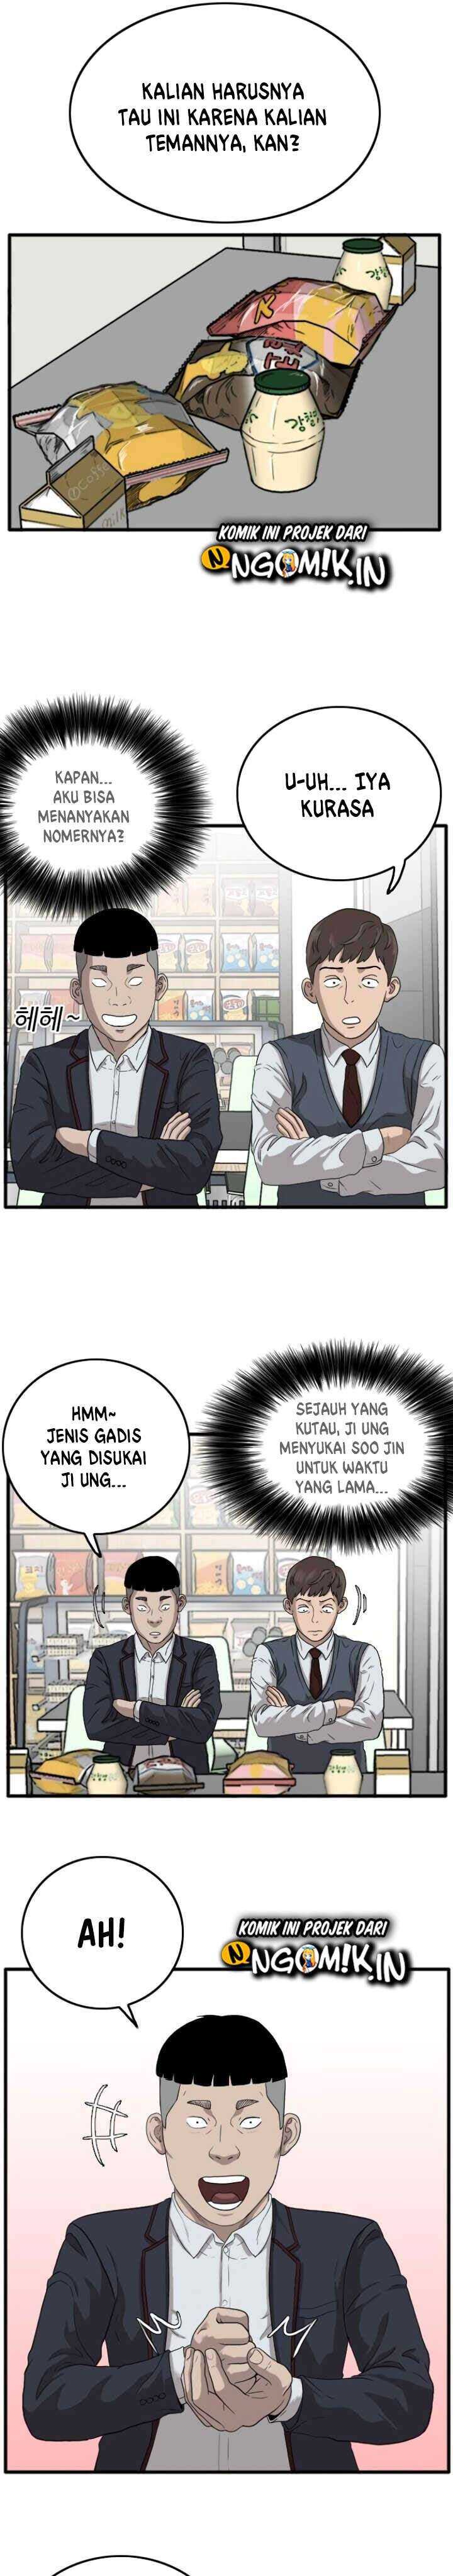 KALIAN HARUSNYA
TAU INI KARENA KALIAN
TEMANNYA, KAN?
KOMIK INI PROJEK DARI
NNGOM!K.IN
KAPAN...
AKU BISA
MENANYAKAN
NOMERNYA?
U-UH... IYA
KURASA
헤헤~
HMM~
JENIS GADIS
YANG DISUKAI
JI UNG...
SEJAUH YANG
KUTAU, JI UNG
MENYUKAI SOO JIN
UNTUK WAKTU
YANG LAMA...
AH!
KOMIK INI PROJEK DARI
NNGOM!K.IN